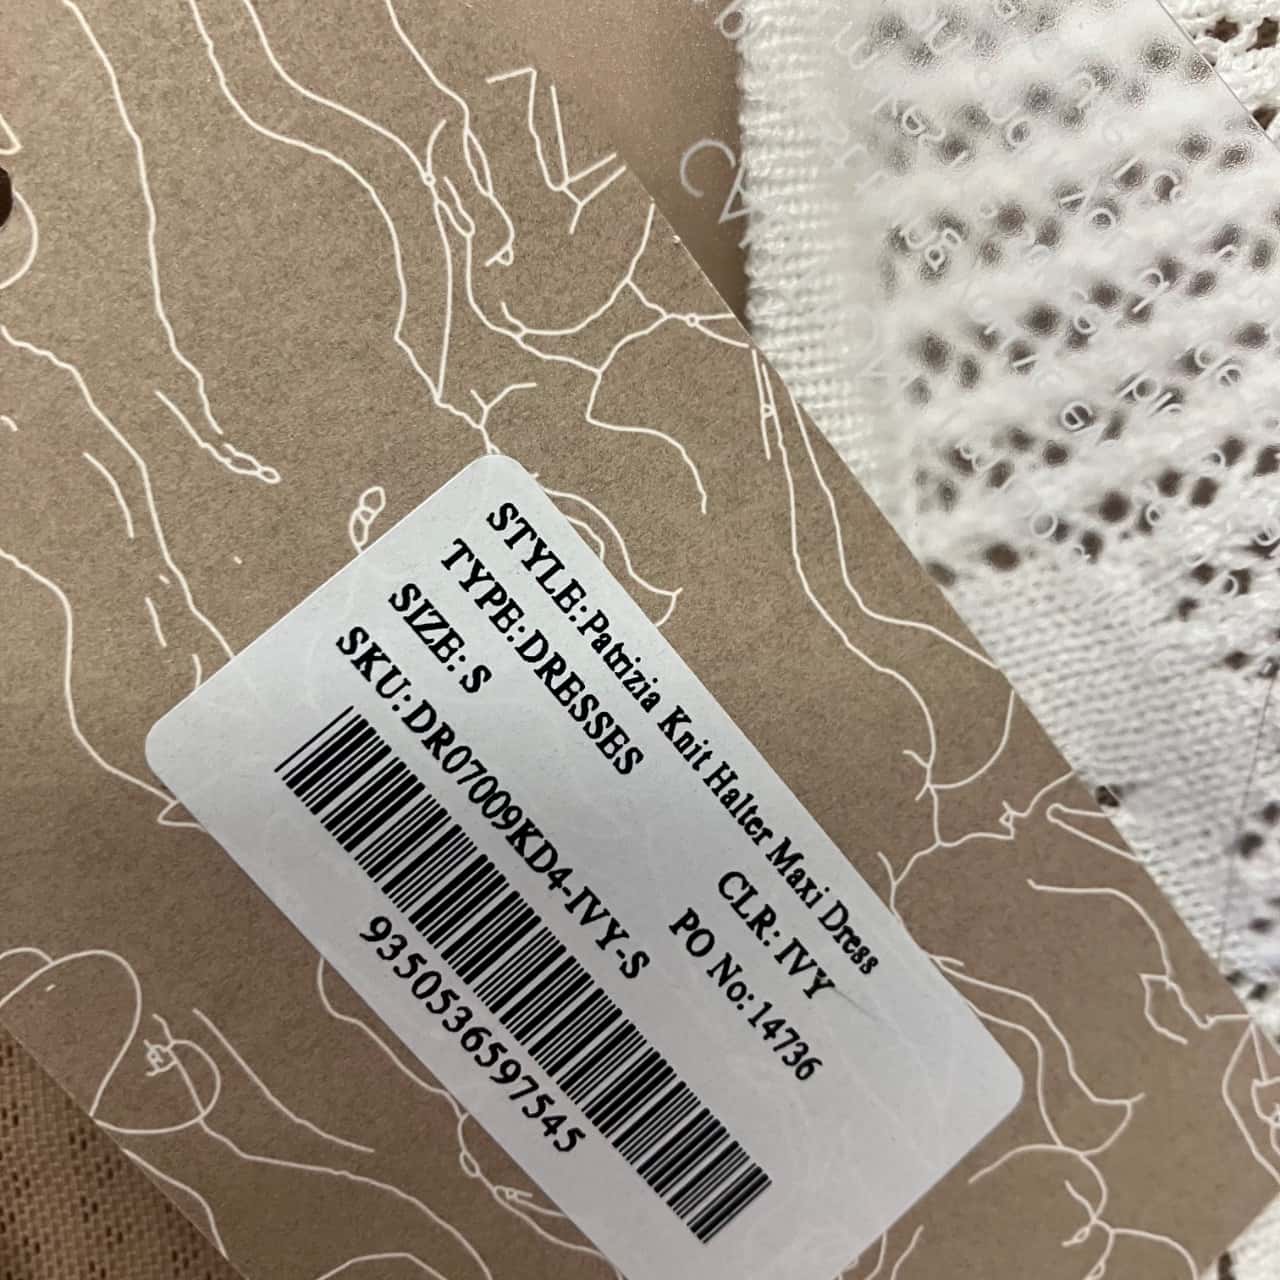 STYLE: Patrizia Knit Halter Maxi Dress
TYPE: DRESSES
CLR: IVY
SIZE: S
PO No: 14736
SKU: DR07009KD4-IVY-S
9350536597545